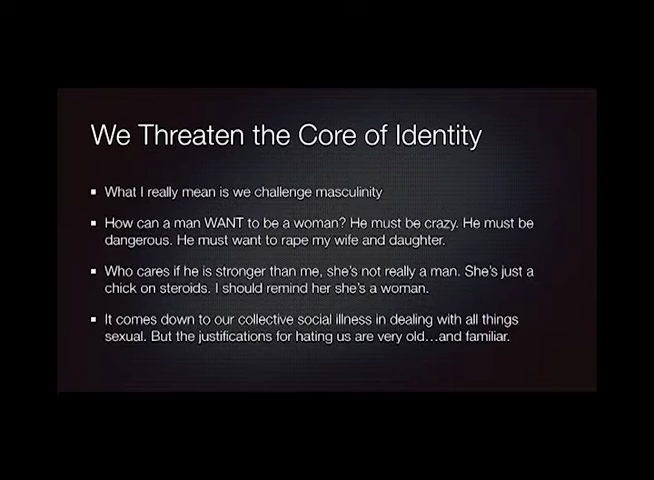 We Threaten the Core of Identity
What I really mean is we challenge masculinity
How can a man WANT to be a woman? He must be crazy. He must be
dangerous. He must want to rape my wife and daughter.
Who cares if he is stronger than me, she's not really a man. She's just a
chick on steroids. I should remind her she's a woman.
It comes down to our collective social illness in dealing with all things
sexual. But the justifications for hating us are very old…and familiar.